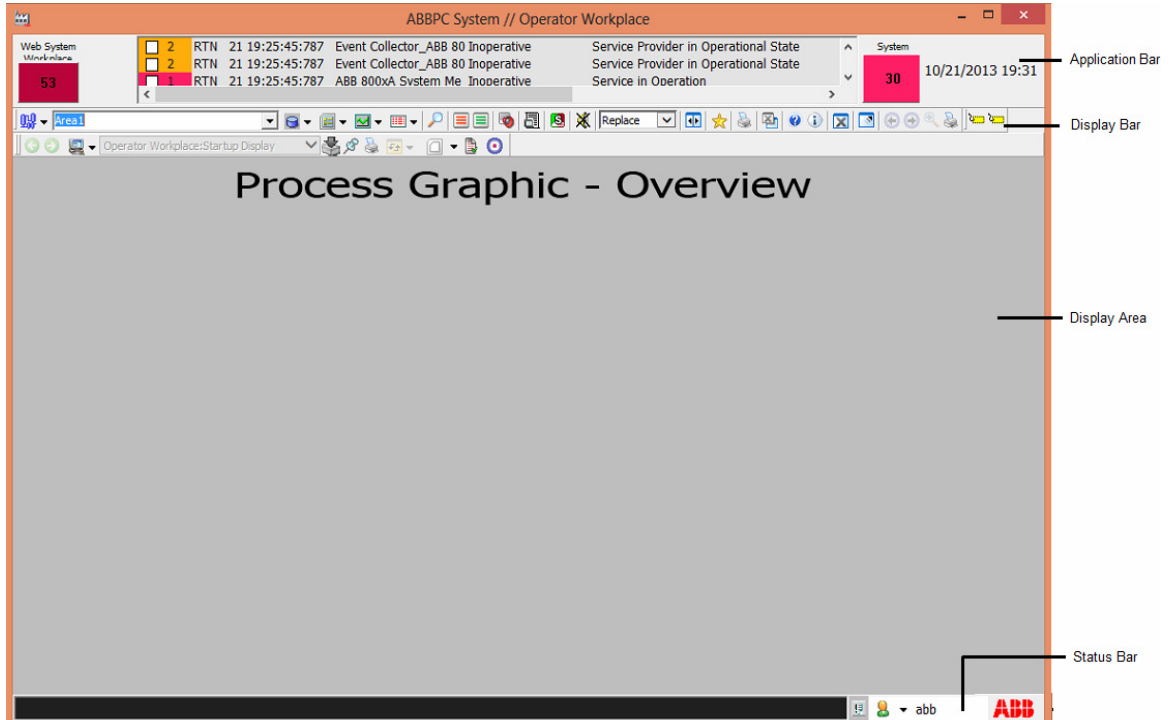 ABBPC System // Operator Workplace
Web System
Workplace
53
2 RTN 21 19:25:45:787 Event Collector_ABB 80 Inoperative Service Provider in Operational State
2 RTN 21 19:25:45:787 Event Collector_ABB 80 Inoperative Service Provider in Operational State
1 RTN 21 19:25:45:787 ABB 800xA System Me Inoperative Service in Operation
System
30
10/21/2013 19:31
Application Bar
Area1
Replace
Display Bar
Operator Workplace:Startup Display
Process Graphic - Overview
Display Area
Status Bar
abb
ABB